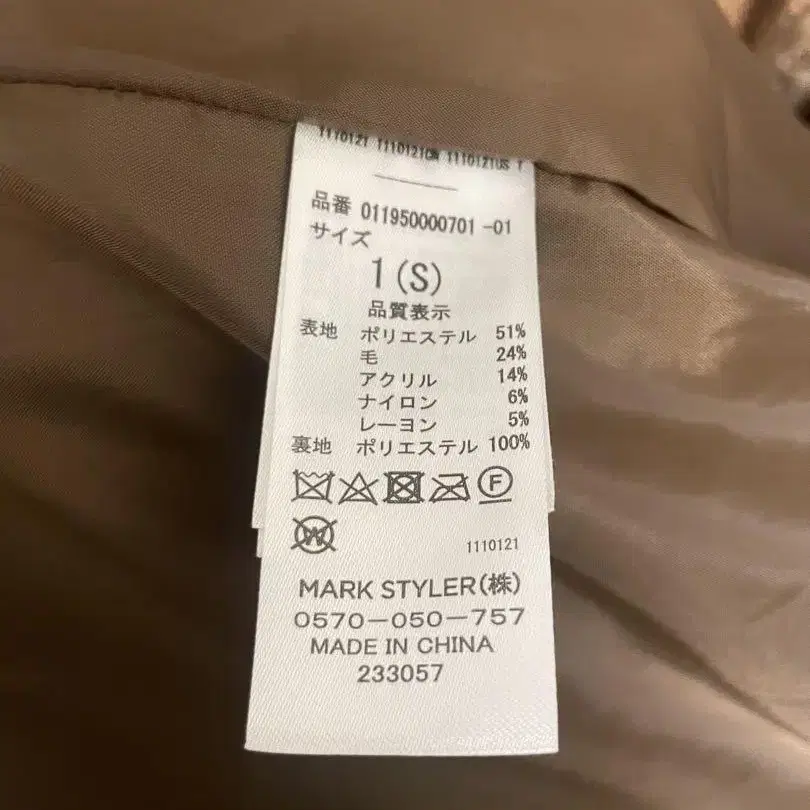 1110121 1110121CN 1110121US T
品番 011950000701 -01
サイズ
1(S)
品質表示
表地 ポリエステル 51%
毛 24%
アクリル 14%
ナイロン 6%
レーヨン 5%
裏地 ポリエステル 100%
F
W
1110121
MARK STYLER(株)
0570-050-757
MADE IN CHINA
233057